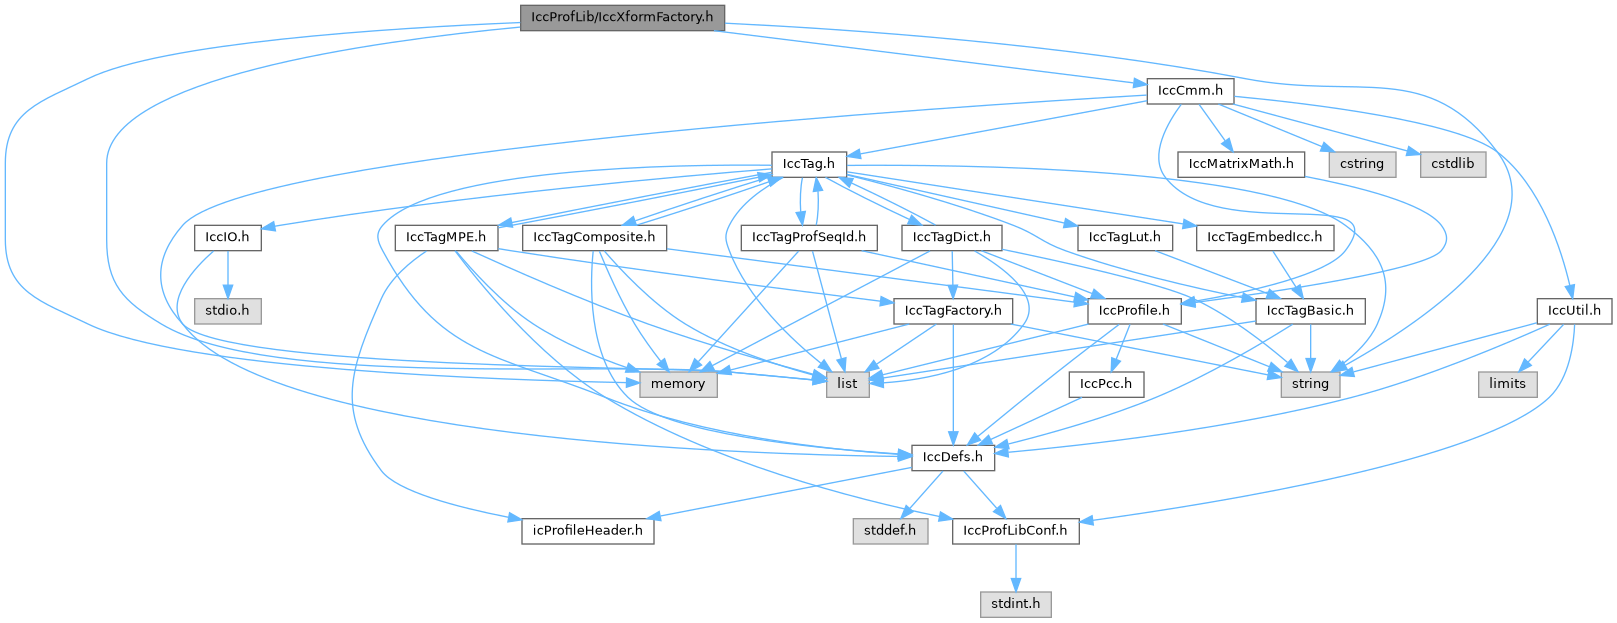 IccProfLib/IccXformFactory.h
IccCmm.h
IccTag.h
IccMatrixMath.h
cstring
cstdlib
IccIO.h
IccTagMPE.h
IccTagComposite.h
IccTagProfSeqId.h
IccTagDict.h
IccTagLut.h
IccTagEmbedIcc.h
stdio.h
IccTagFactory.h
IccProfile.h
IccTagBasic.h
IccUtil.h
memory
list
IccPcc.h
string
limits
IccDefs.h
icProfileHeader.h
stddef.h
IccProfLibConf.h
stdint.h